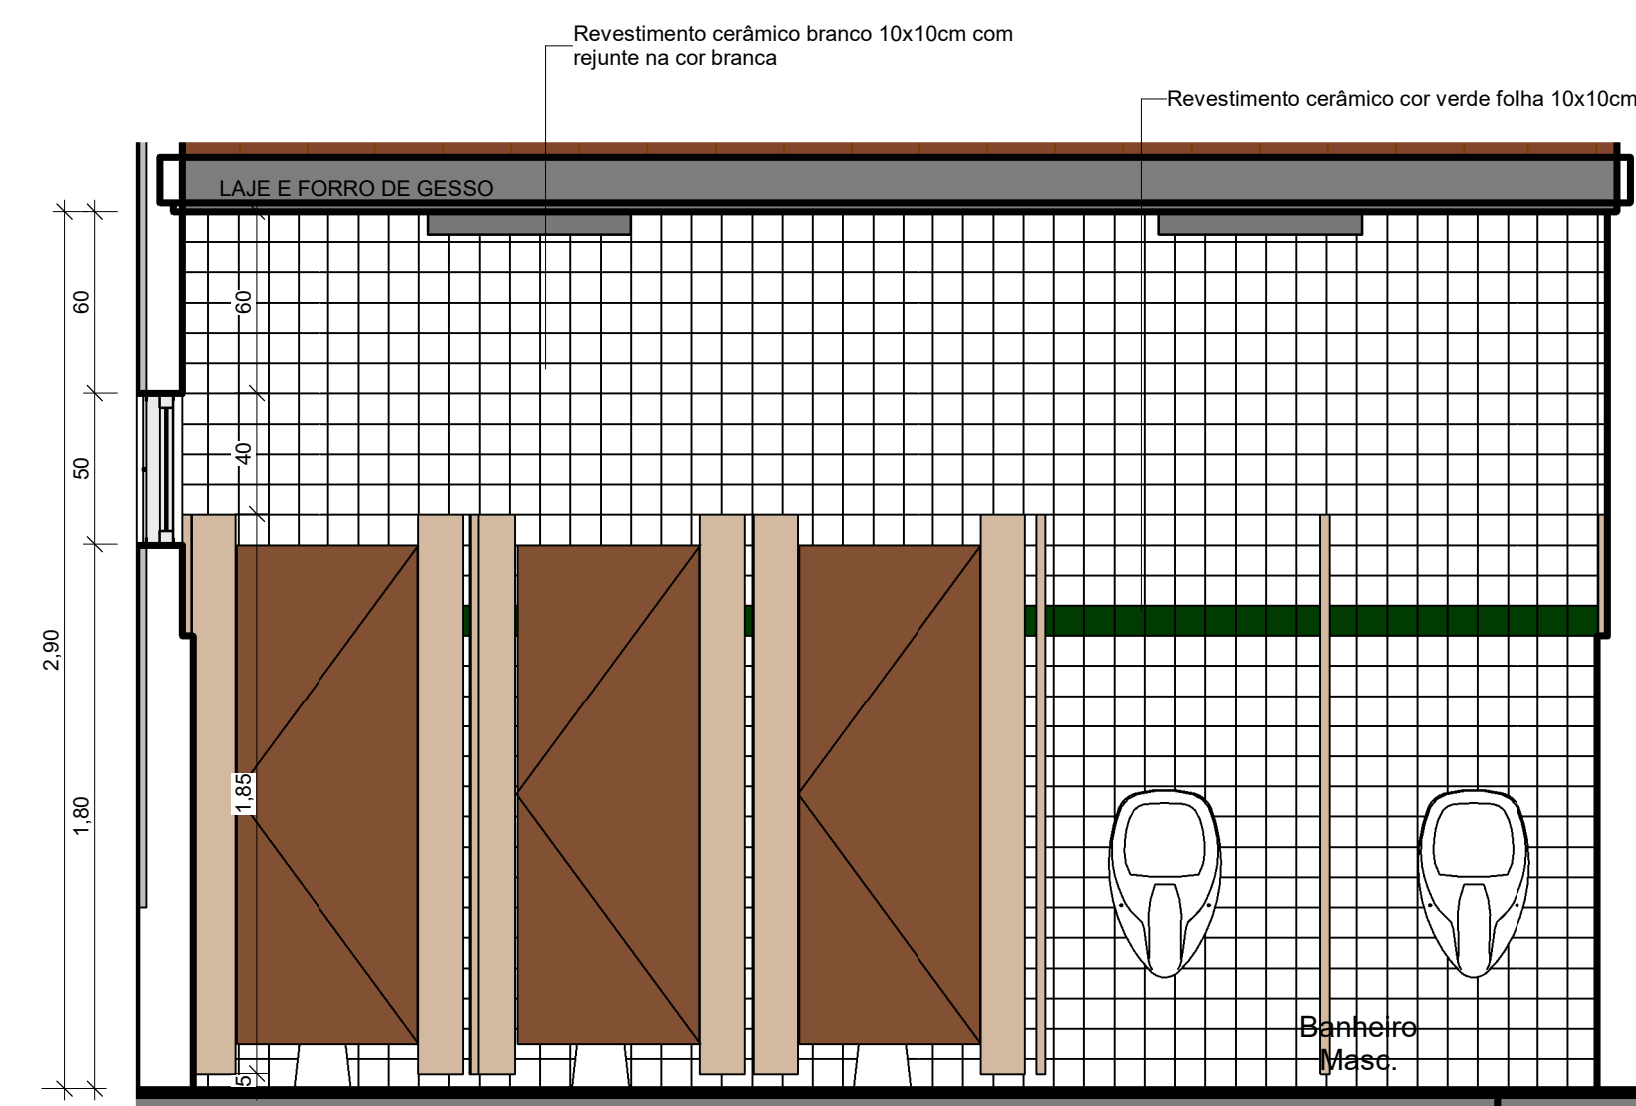 Revestimento cerâmico branco 10x10cm com
rejunte na cor branca
Revestimento cerâmico cor verde folha 10x10cm
LAJE E FORRO DE GESSO
60
60
40
50
2,90
1,85
1,80
5
Banheiro
Masc.